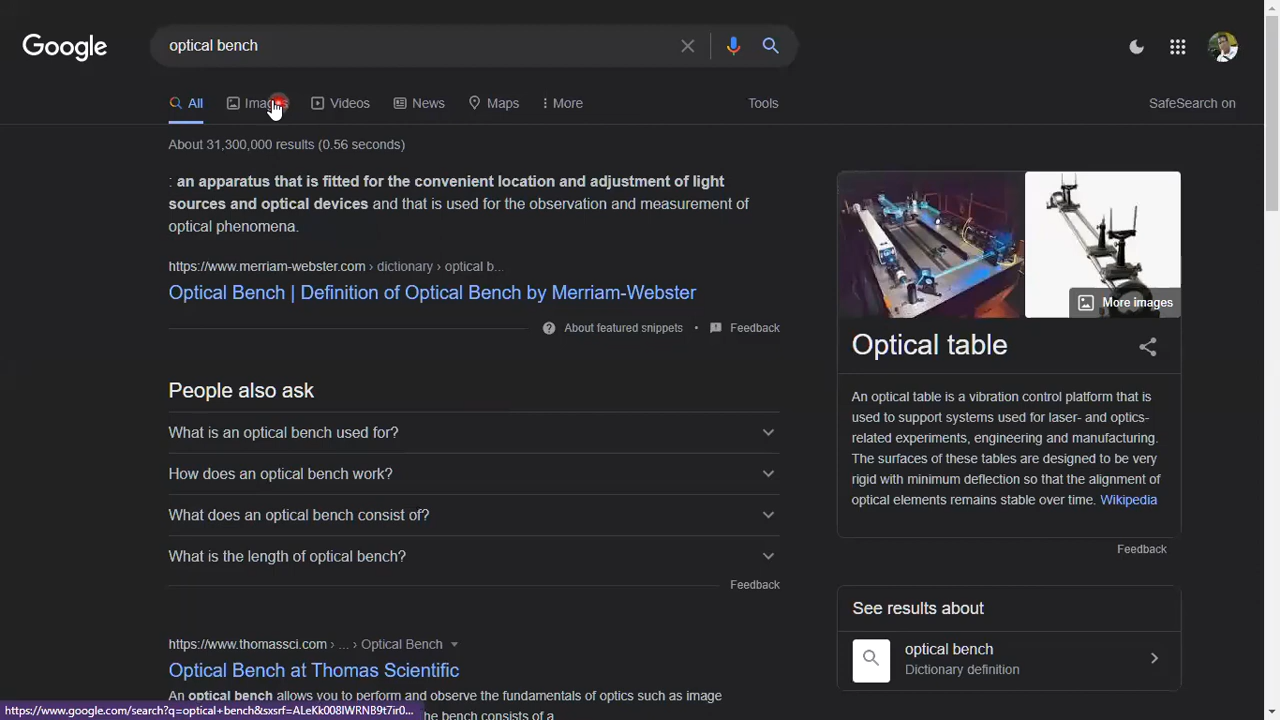 Google
optical bench
All Images Videos News Maps More Tools SafeSearch on
About 31,300,000 results (0.56 seconds)
: an apparatus that is fitted for the convenient location and adjustment of light
sources and optical devices and that is used for the observation and measurement of
optical phenomena.
https://www.merriam-webster.com › dictionary › optical b...
Optical Bench | Definition of Optical Bench by Merriam-Webster
About featured snippets • Feedback
People also ask
What is an optical bench used for?
How does an optical bench work?
What does an optical bench consist of?
What is the length of optical bench?
Feedback
https://www.thomassci.com › ... › Optical Bench
Optical Bench at Thomas Scientific
An optical bench allows you to perform and observe the fundamentals of optics such as image
the bench consists of a
https://www.google.com/search?q=optical+bench&sxsrf=ALeKk008IWRNB9t7ir0...
More images
Optical table
An optical table is a vibration control platform that is
used to support systems used for laser- and optics-
related experiments, engineering and manufacturing.
The surfaces of these tables are designed to be very
rigid with minimum deflection so that the alignment of
optical elements remains stable over time. Wikipedia
Feedback
See results about
optical bench
Dictionary definition